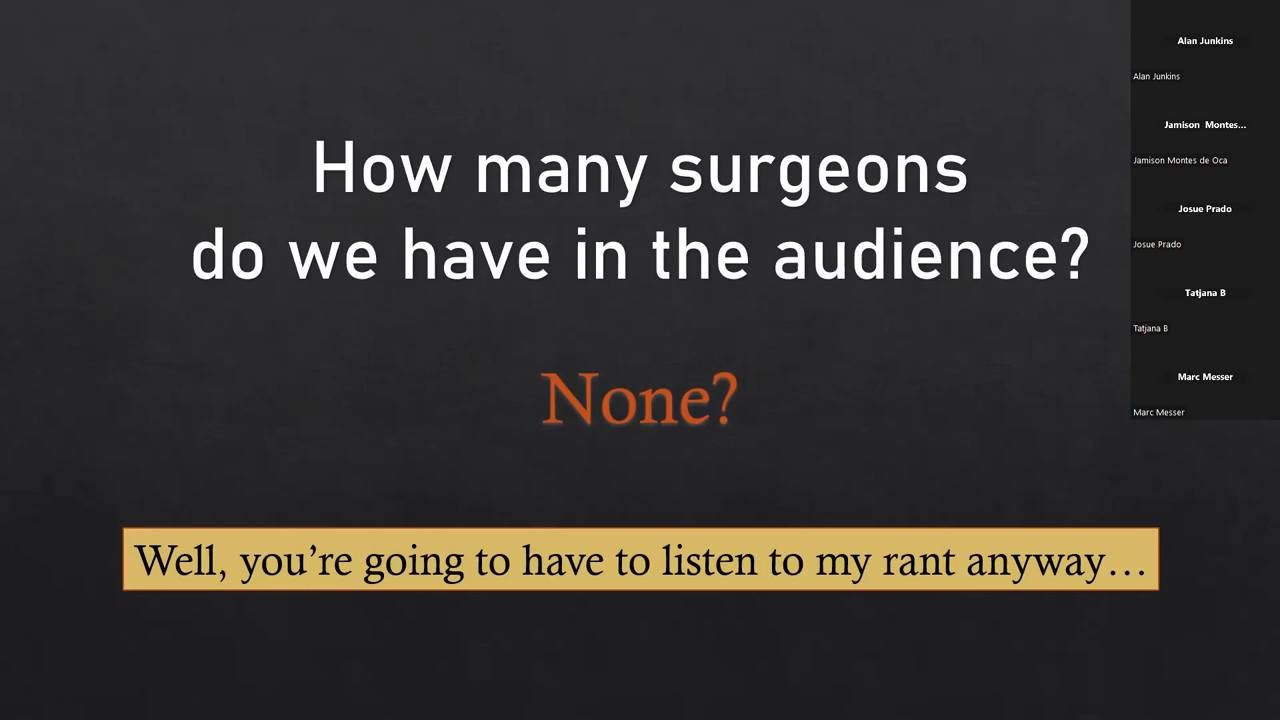 How many surgeons
do we have in the audience?
None?
Well, you’re going to have to listen to my rant anyway…
Alan Junkins
Alan Junkins
Jamison Montes...
Jamison Montes de Oca
Josue Prado
Josue Prado
Tatjana B
Tatjana B
Marc Messer
Marc Messer